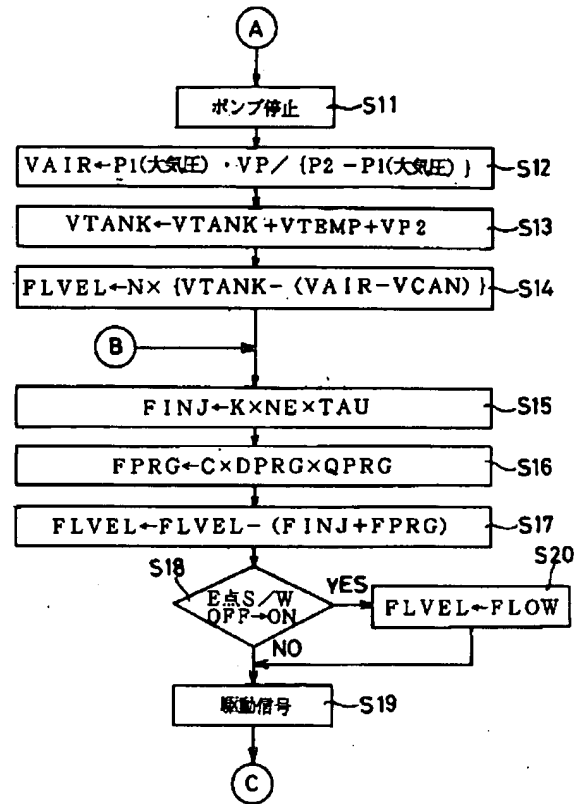 A
ポンプ停止 S11
VAIR←P1(大気圧)・VP/{P2-P1(大気圧)} S12
VTANK←VTANK+VTEMP+VP2 S13
FLVEL←N×{VTANK-(VAIR-VCAN)} S14
B
FINJ←K×NE×TAU S15
FPRG←C×DPRG×QPRG S16
FLVEL←FLVEL-(FINJ+FPRG) S17
S18
E点S/W
OFF→ON
YES
S20
FLVEL←FLOW
NO
駆動信号 S19
C